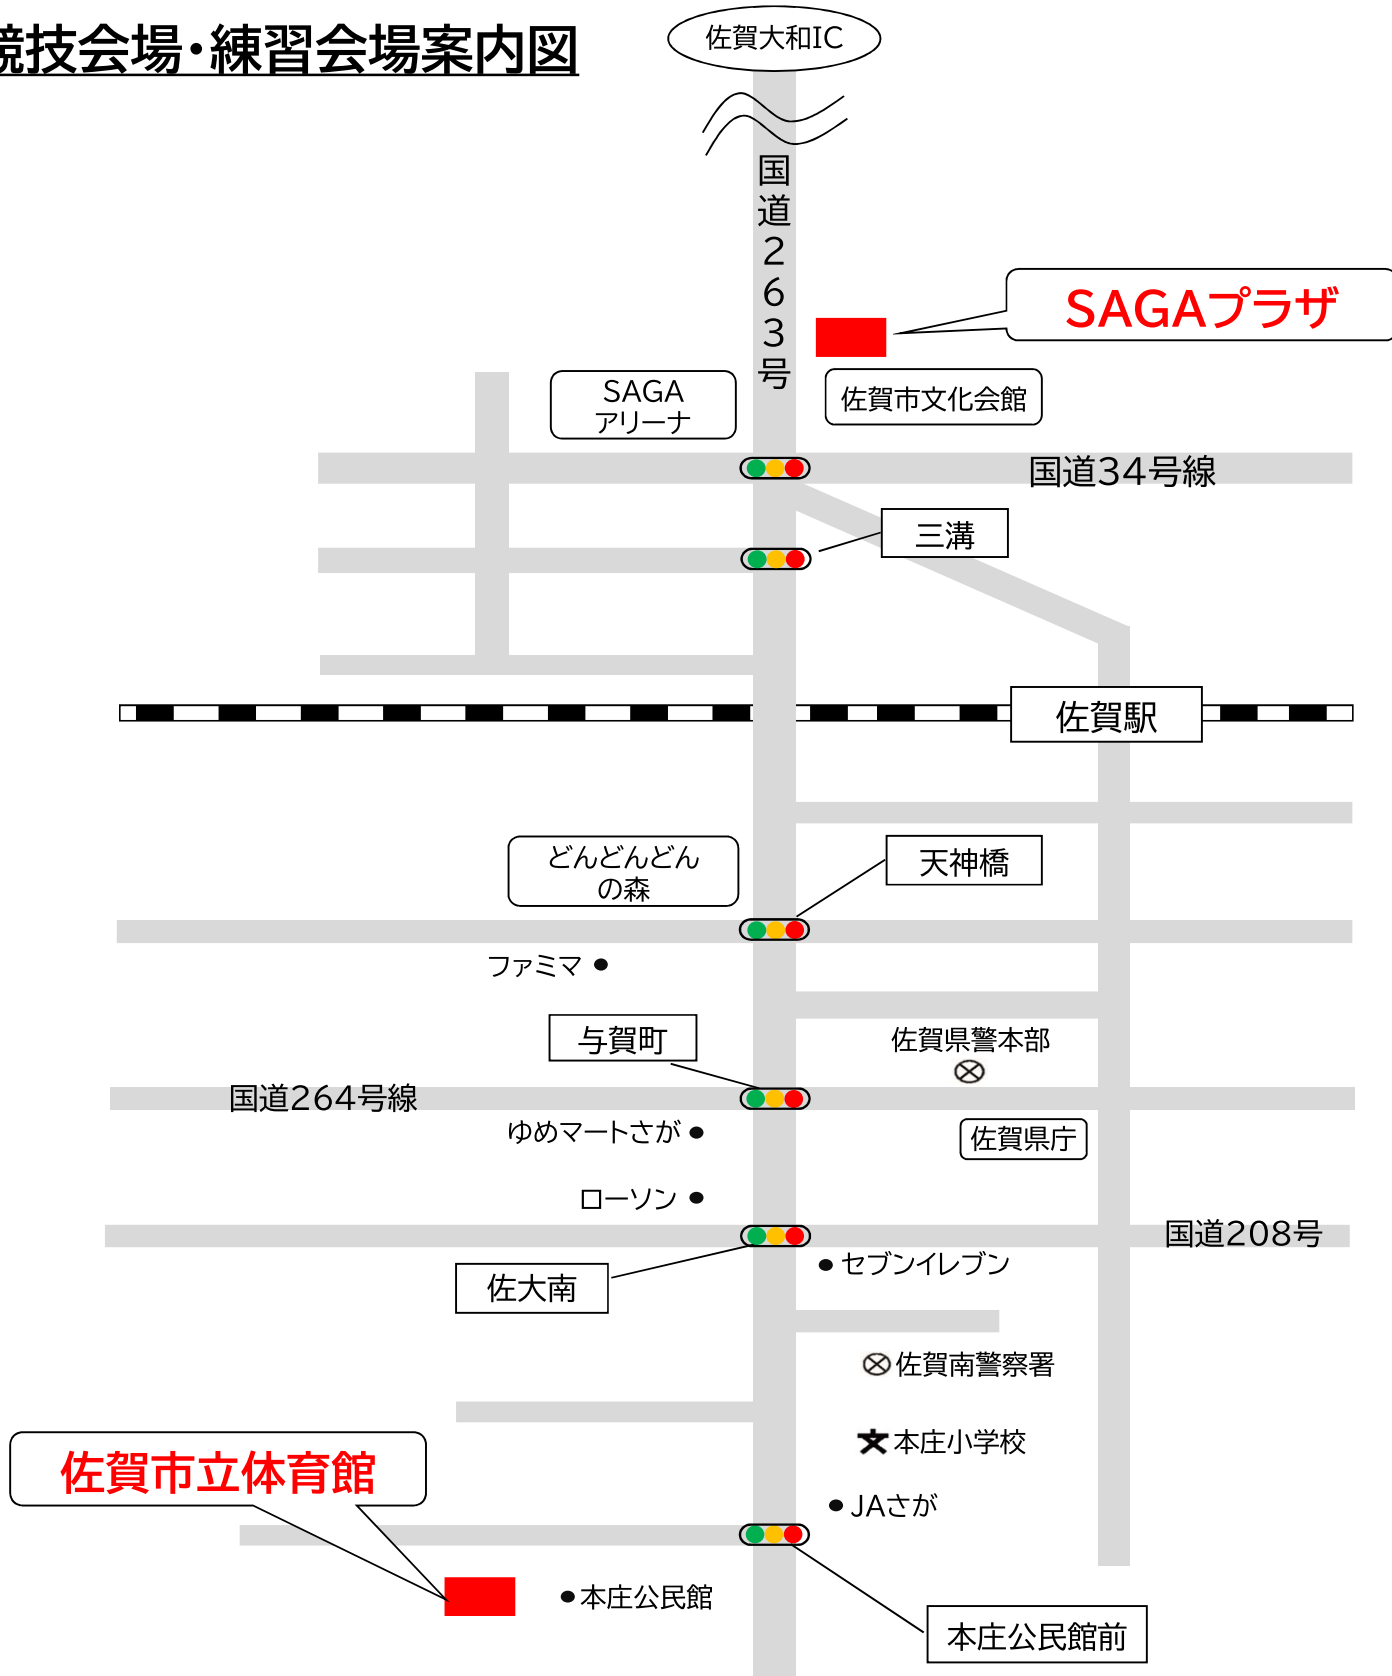 競技会場・練習会場案内図
佐賀大和IC
国道263号
SAGAプラザ
SAGA
アリーナ
佐賀市文化会館
国道34号線
三溝
佐賀駅
どんどんどん
の森
天神橋
ファミマ
与賀町
佐賀県警本部
国道264号線
ゆめマートさが
佐賀県庁
ローソン
国道208号
セブンイレブン
佐大南
佐賀南警察署
本庄小学校
佐賀市立体育館
JAさが
本庄公民館
本庄公民館前